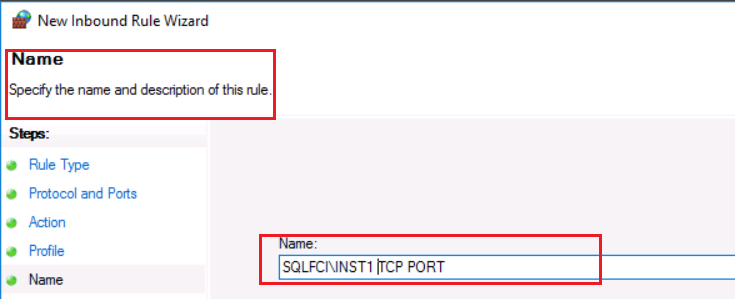 New Inbound Rule Wizard
Name
Specify the name and description of this rule.
Steps:
Rule Type
Protocol and Ports
Action
Profile
Name
Name:
SQLFCI\INST1 TCP PORT